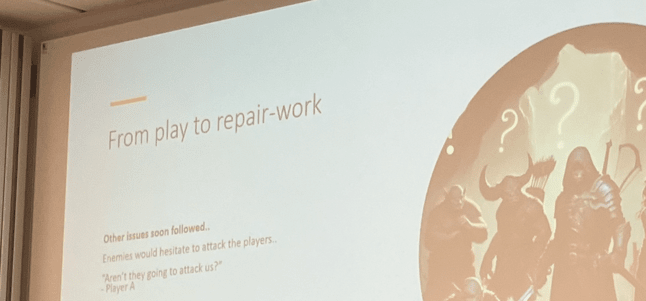 From play to repair-work
Other issues soon followed..
Enemies would hesitate to attack the players..
"Aren't they going to attack us?"
- Player A
? ? ?